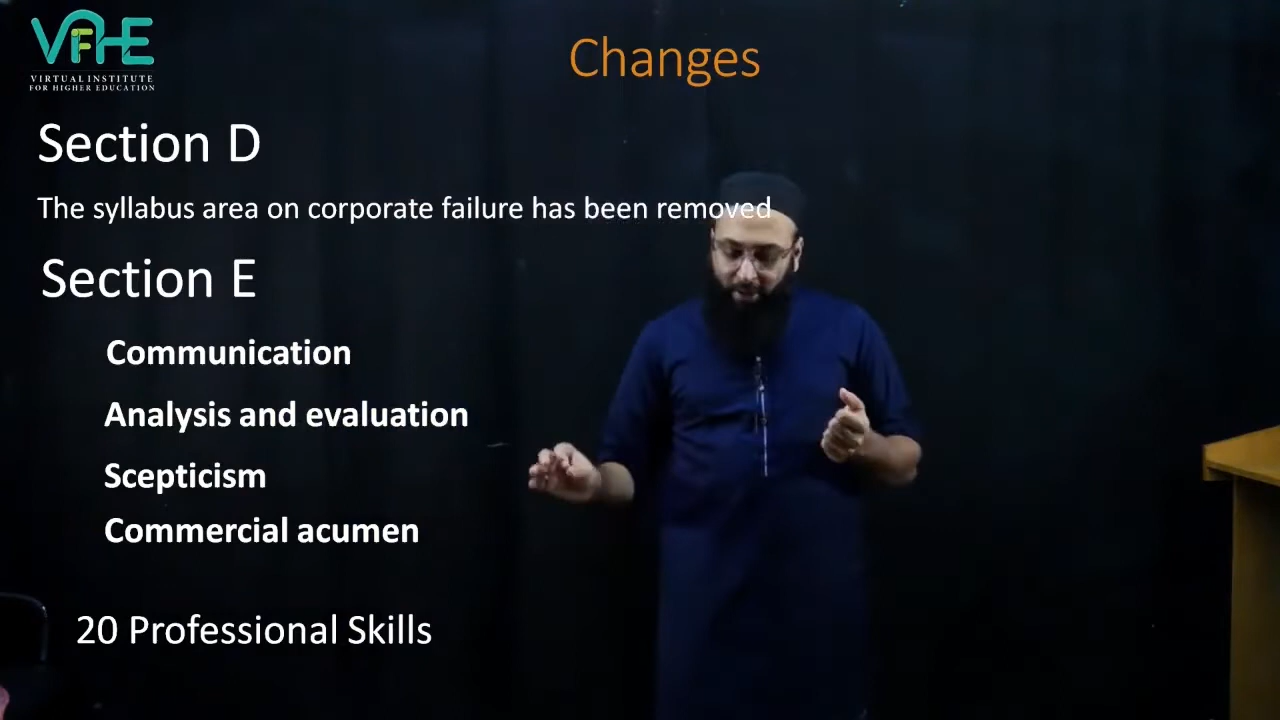 VIFHE
VIRTUAL INSTITUTE
FOR HIGHER EDUCATION
Changes
Section D
The syllabus area on corporate failure has been removed
Section E
Communication
Analysis and evaluation
Scepticism
Commercial acumen
20 Professional Skills